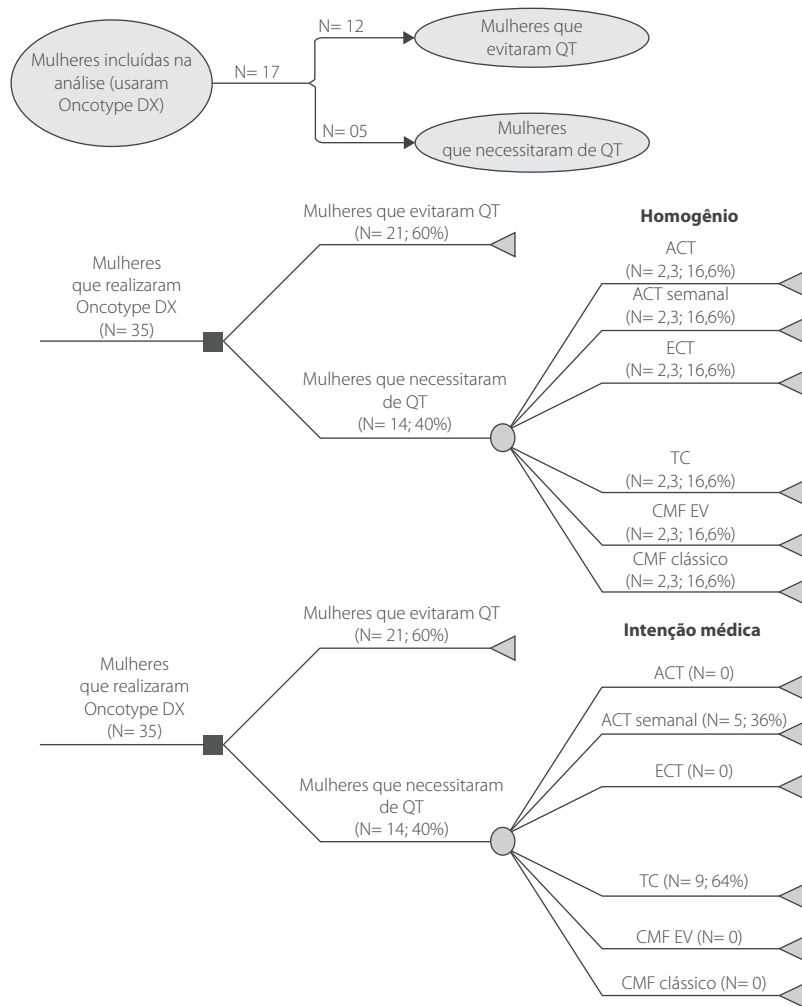 Mulheres incluídas na
análise (usaram
Oncotype DX)
N= 17
N= 12
Mulheres que
evitaram QT
N= 05
Mulheres
que necessitaram de QT
Mulheres
que realizaram
Oncotype DX
(N= 35)
Mulheres que evitaram QT
(N= 21; 60%)
Mulheres que necessitaram
de QT
(N= 14; 40%)
Homogênio
ACT
(N= 2,3; 16,6%)
ACT semanal
(N= 2,3; 16,6%)
ECT
(N= 2,3; 16,6%)
TC
(N= 2,3; 16,6%)
CMF EV
(N= 2,3; 16,6%)
CMF clássico
(N= 2,3; 16,6%)
Mulheres
que realizaram
Oncotype DX
(N= 35)
Mulheres que evitaram QT
(N= 21; 60%)
Mulheres que necessitaram
de QT
(N= 14; 40%)
Intenção médica
ACT (N= 0)
ACT semanal (N= 5; 36%)
ECT (N= 0)
TC (N= 9; 64%)
CMF EV (N= 0)
CMF clássico (N= 0)